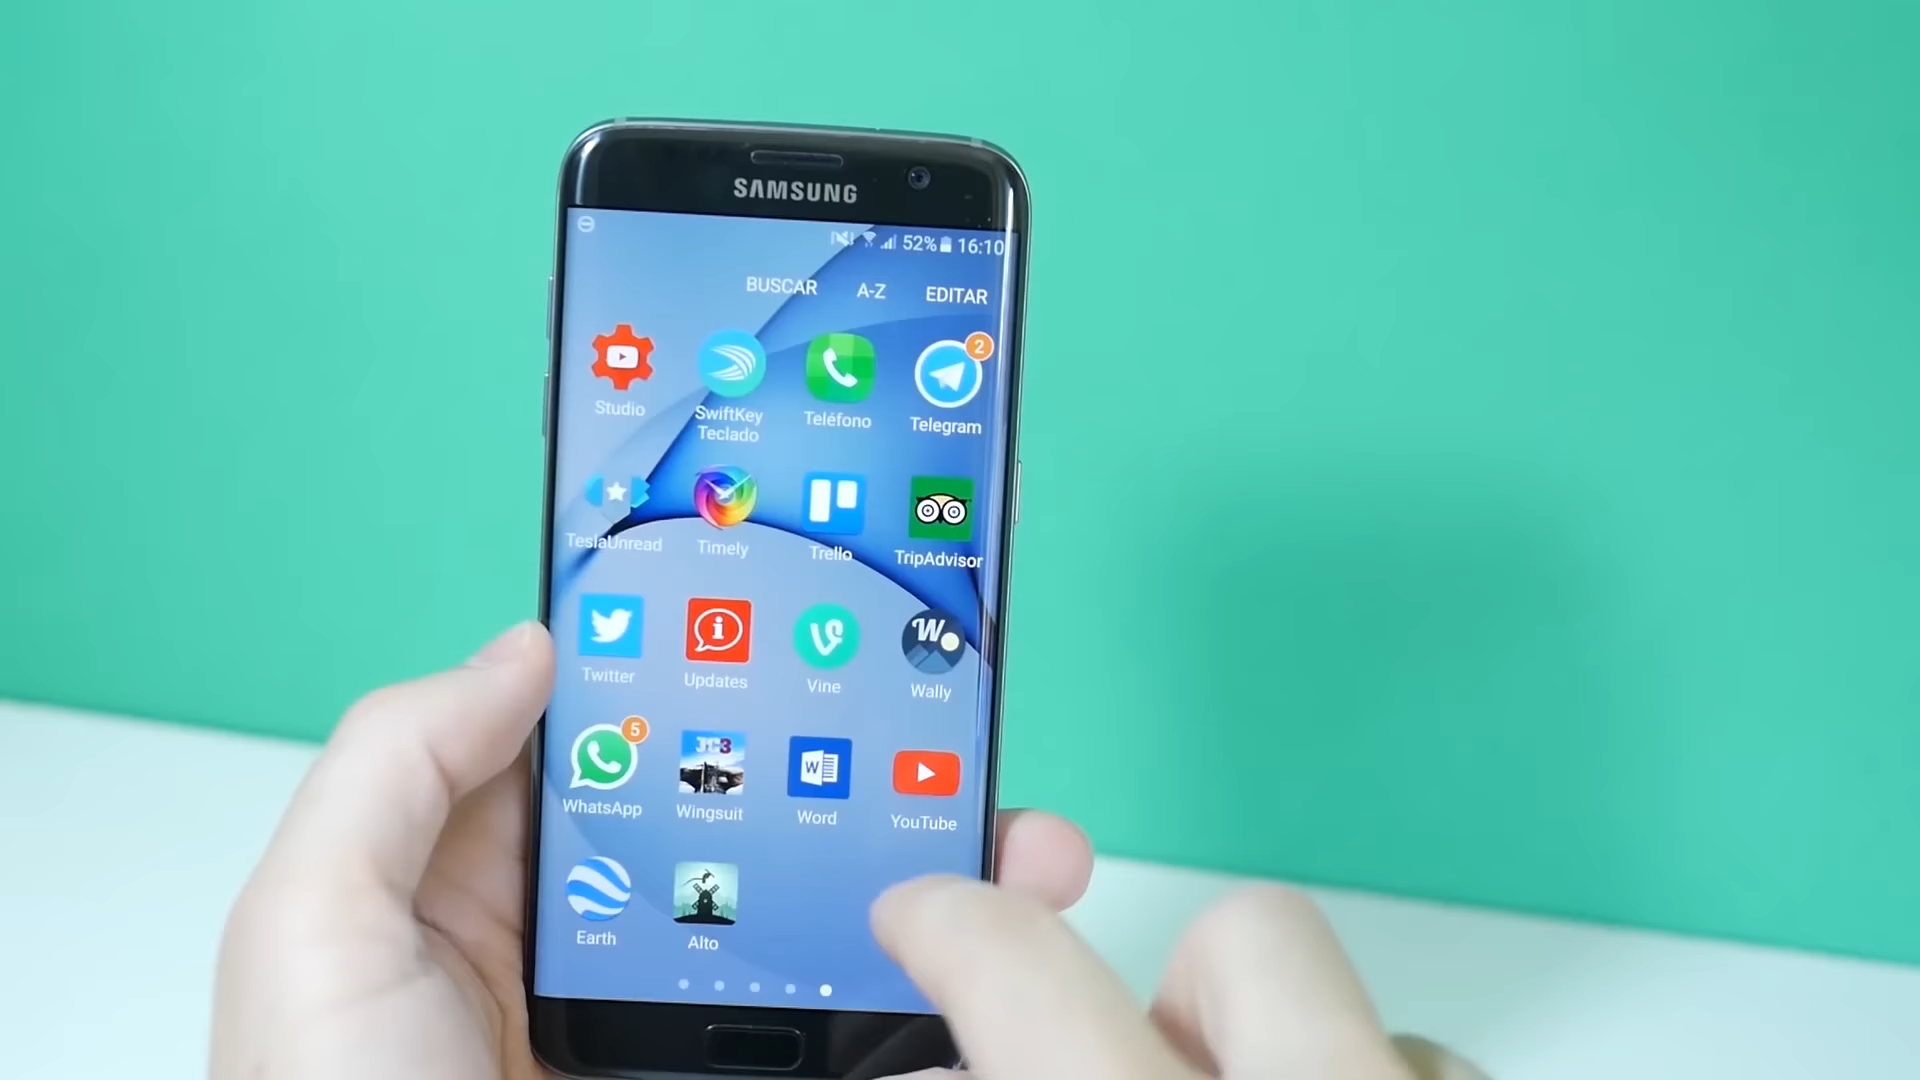 SAMSUNG
52% 16:10
BUSCAR A-Z EDITAR
2
Studio SwiftKey Teclado Teléfono Telegram
TeslaUnread Timely Trello TripAdvisor
Twitter Updates Vine Wally
5
JC3
W
WhatsApp Wingsuit Word YouTube
Earth Alto